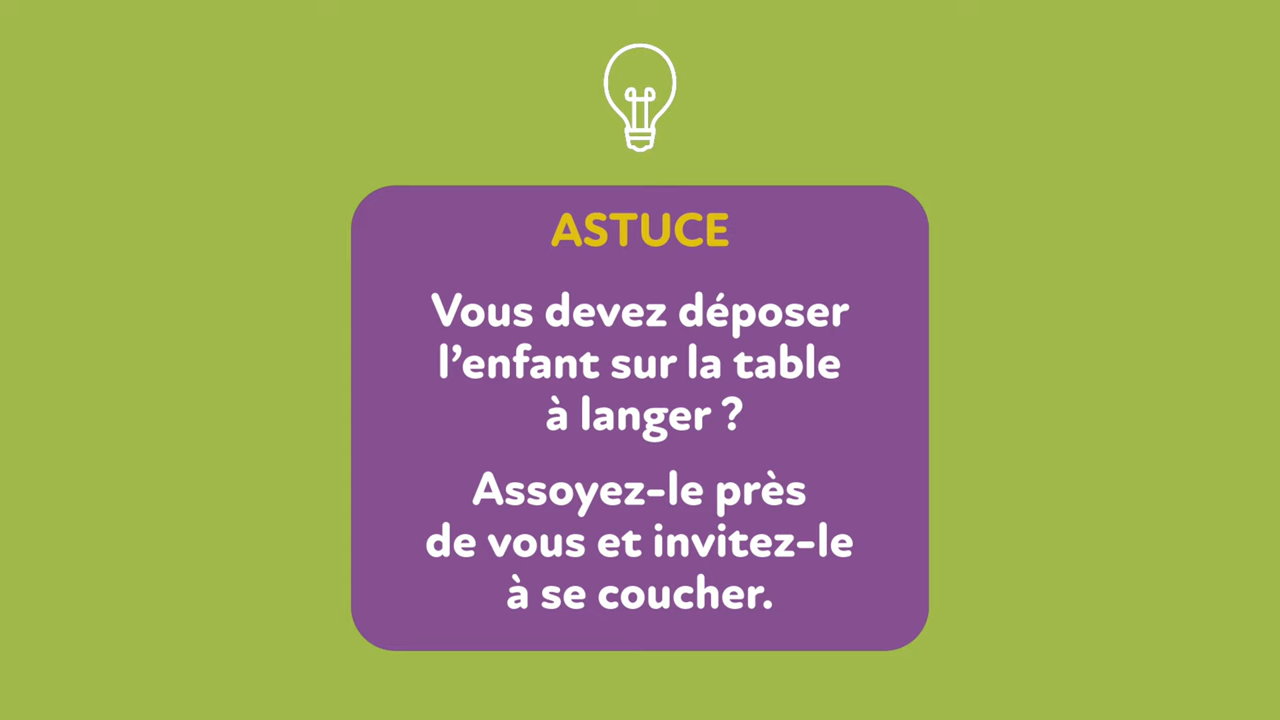 ASTUCE
Vous devez déposer
l’enfant sur la table
à langer ?
Assoyez-le près
de vous et invitez-le
à se coucher.